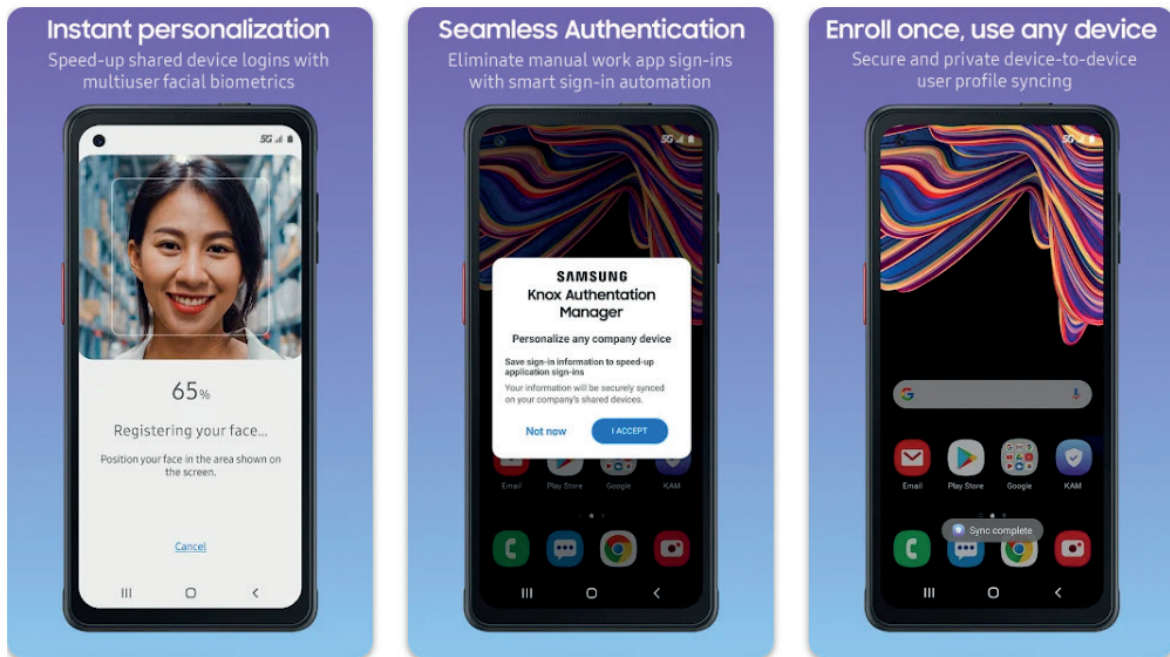 Instant personalization
Speed-up shared device logins with
multiuser facial biometrics
5G
65%
Registering your face...
Position your face in the area shown on
the screen.
Cancel
Seamless Authentication
Eliminate manual work app sign-ins
with smart sign-in automation
5G
SAMSUNG
Knox Authentation
Manager
Personalize any company device
Save sign-in information to speed-up
application sign-ins
Your information will be securely synced
on your company's shared devices.
Not now
I ACCEPT
Email
Play Store
Google
KAM
Enroll once, use any device
Secure and private device-to-device
user profile syncing
5G
G
Email
Play Store
Google
KAM
Sync complete